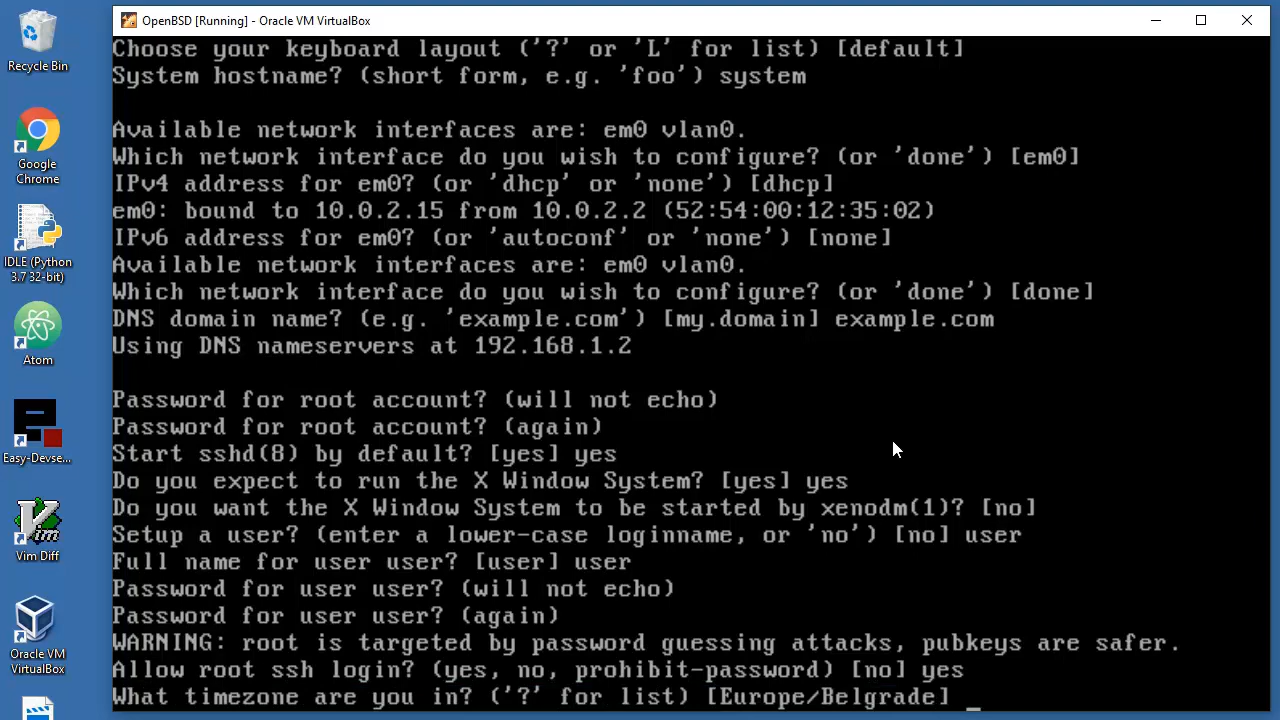 OpenBSD [Running] - Oracle VM VirtualBox
Recycle Bin
Google
Chrome
IDLE (Python
3.7 32-bit)
Atom
Easy-Devse...
Vim Diff
Oracle VM
VirtualBox
Choose your keyboard layout ('?' or 'L' for list) [default]
System hostname? (short form, e.g. 'foo') system
Available network interfaces are: em0 vlan0.
Which network interface do you wish to configure? (or 'done') [em0]
IPv4 address for em0? (or 'dhcp' or 'none') [dhcp]
em0: bound to 10.0.2.15 from 10.0.2.2 (52:54:00:12:35:02)
IPv6 address for em0? (or 'autoconf' or 'none') [none]
Available network interfaces are: em0 vlan0.
Which network interface do you wish to configure? (or 'done') [done]
DNS domain name? (e.g. 'example.com') [my.domain] example.com
Using DNS nameservers at 192.168.1.2
Password for root account? (will not echo)
Password for root account? (again)
Start sshd(8) by default? [yes] yes
Do you expect to run the X Window System? [yes] yes
Do you want the X Window System to be started by xenodm(1)? [no]
Setup a user? (enter a lower-case loginname, or 'no') [no] user
Full name for user user? [user] user
Password for user user? (will not echo)
Password for user user? (again)
WARNING: root is targeted by password guessing attacks, pubkeys are safer.
Allow root ssh login? (yes, no, prohibit-password) [no] yes
What timezone are you in? ('?' for list) [Europe/Belgrade] _